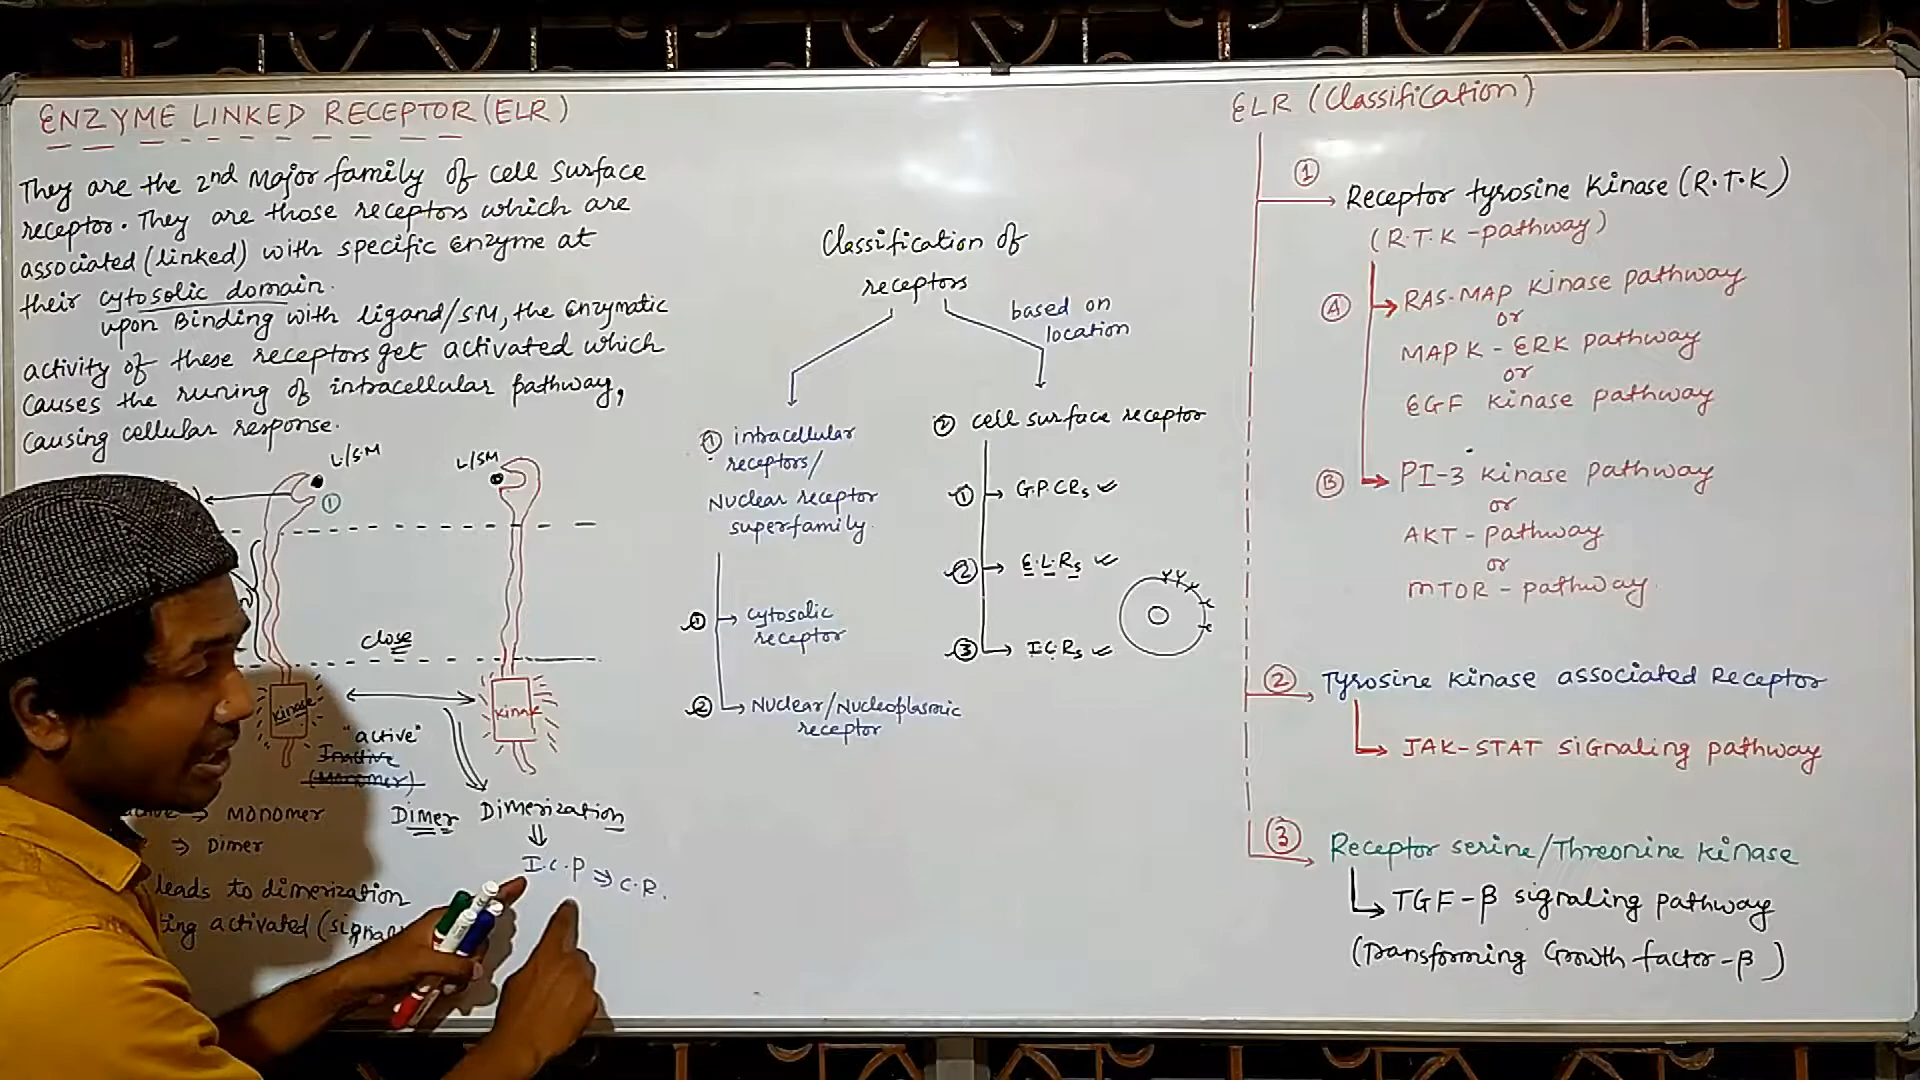 ENZYME LINKED RECEPTOR (ELR)
They are the 2nd Major family of cell surface
receptor. They are those receptors which are
associated (linked) with specific Enzyme at
their cytosolic domain.
upon Binding with ligand/SM, the Enzymatic
activity of these receptors get activated which
causes the runing of intracellular pathway,
causing cellular response.
L/SM
L/SM
①
close
kinase
"active"
Inactive
(Monomer)
⇒ MONOMER
⇒ Dimer
Dimer
Dimerization
I.C.P ⇒ C.R.
leads to dimerization
ting activated (signal
Classification of
receptors
based on
location
① intracellular
receptors/
Nuclear receptor
superfamily
① cytosolic
receptor
② Nuclear/Nucleoplasmic
receptor
② cell surface receptor
① G.P.CRs
② E.L.Rs
③ I.C.Rs
ELR (Classification)
① Receptor tyrosine kinase (R.T.K)
(R.T.K - pathway)
Ⓐ RAS-MAP kinase pathway
or
MAPK - ERK pathway
or
EGF kinase pathway
Ⓑ PI-3 kinase pathway
or
AKT - pathway
or
mTOR - pathway
② Tyrosine kinase associated Receptor
JAK-STAT signaling pathway
③ Receptor serine/Threonine kinase
TGF-β signaling pathway
(Transforming Growth factor-β)